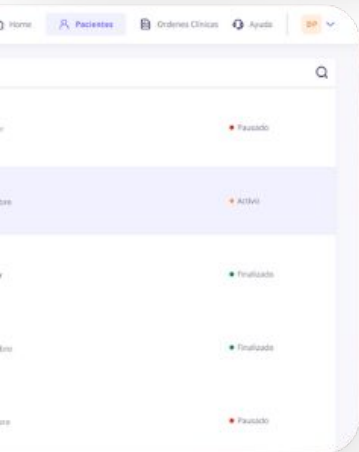 Home Pacientes Ordenes Clínicas Ayuda DP
Pausado
Activo
Finalizado
Finalizado
Pausado